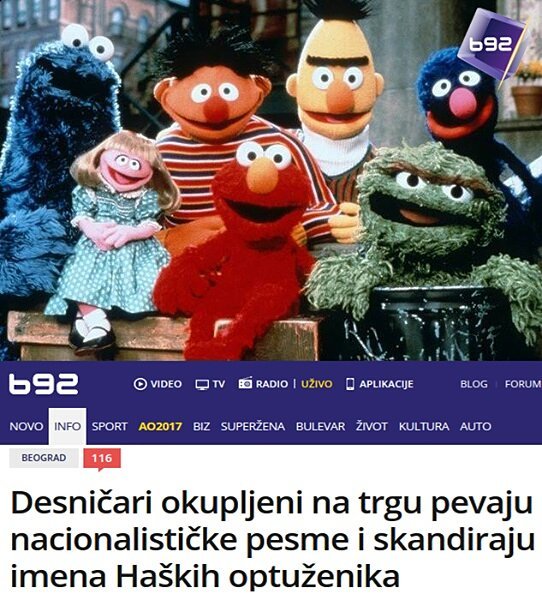 b92
b92 VIDEO TV RADIO | UŽIVO APLIKACIJE BLOG FORUM
NOVO INFO SPORT AO2017 BIZ SUPERŽENA BULEVAR ŽIVOT KULTURA AUTO
BEOGRAD 116
Desničari okupljeni na trgu pevaju
nacionalističke pesme i skandiraju
imena Haških optuženika